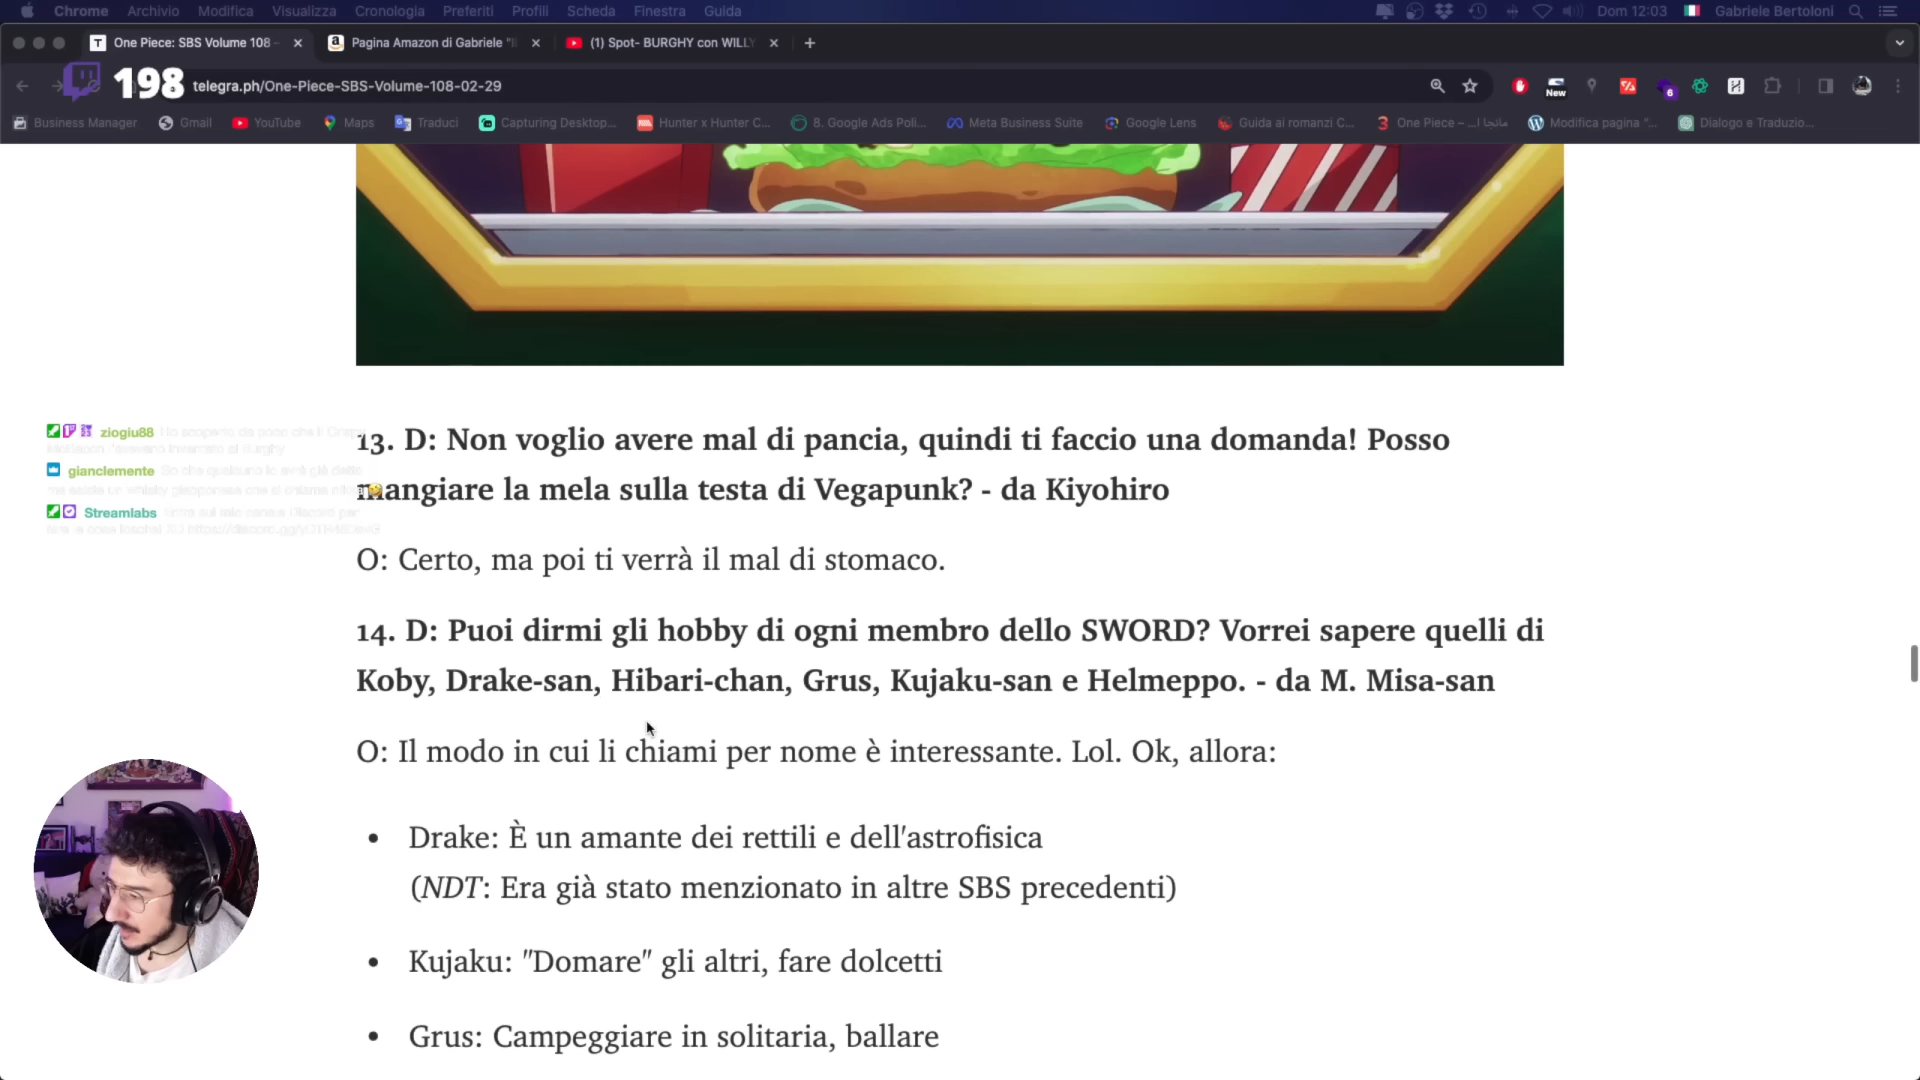 Chrome Archivio Modifica Visualizza Cronologia Preferiti Profili Scheda Finestra Guida Dom 12:03 Gabriele Bertoloni
One Piece: SBS Volume 108 - Pagina Amazon di Gabriele "Il (1) Spot- BURGHY con WILLY
198 telegra.ph/One-Piece-SBS-Volume-108-02-29 New 6
Business Manager Gmail YouTube Maps Traduci Capturing Desktop... Hunter x Hunter C... 8. Google Ads Poli... Meta Business Suite Google Lens Guida ai romanzi C... One Piece – ...مانجا ا Modifica pagina "... Dialogo e Traduzio...
13. D: Non voglio avere mal di pancia, quindi ti faccio una domanda! Posso
mangiare la mela sulla testa di Vegapunk? - da Kiyohiro
ziogiu88
gianclemente
Streamlabs
O: Certo, ma poi ti verrà il mal di stomaco.
14. D: Puoi dirmi gli hobby di ogni membro dello SWORD? Vorrei sapere quelli di
Koby, Drake-san, Hibari-chan, Grus, Kujaku-san e Helmeppo. - da M. Misa-san
O: Il modo in cui li chiami per nome è interessante. Lol. Ok, allora:
• Drake: È un amante dei rettili e dell'astrofisica
(NDT: Era già stato menzionato in altre SBS precedenti)
• Kujaku: "Domare" gli altri, fare dolcetti
• Grus: Campeggiare in solitaria, ballare